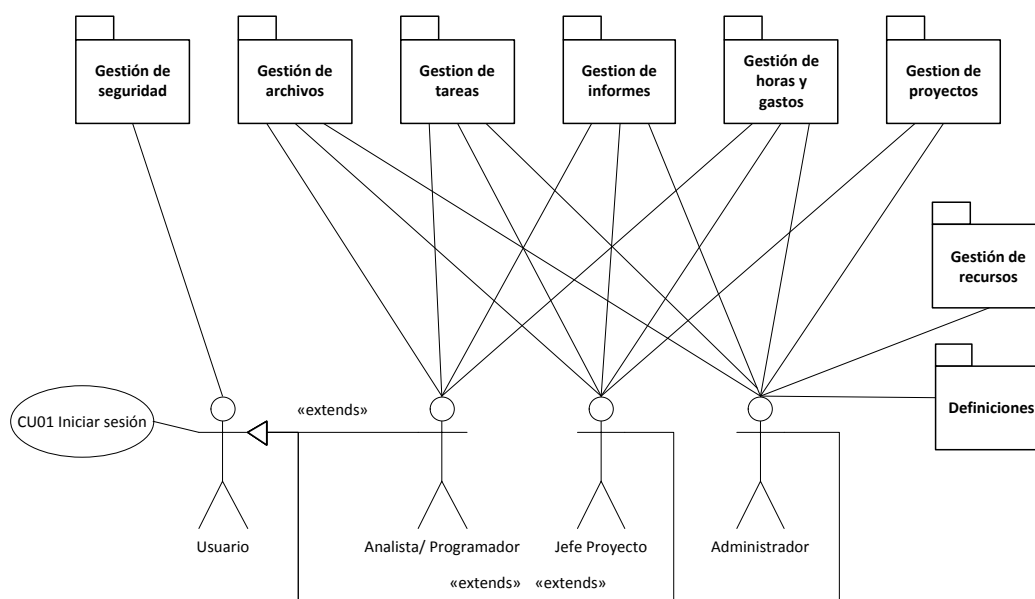 Gestión de
seguridad
Gestión de
archivos
Gestion de
tareas
Gestion de
informes
Gestión de
horas y
gastos
Gestion de
proyectos
Gestión de
recursos
Definiciones
CU01 Iniciar sesión
«extends»
Usuario
Analista/ Programador
Jefe Proyecto
Administrador
«extends»
«extends»